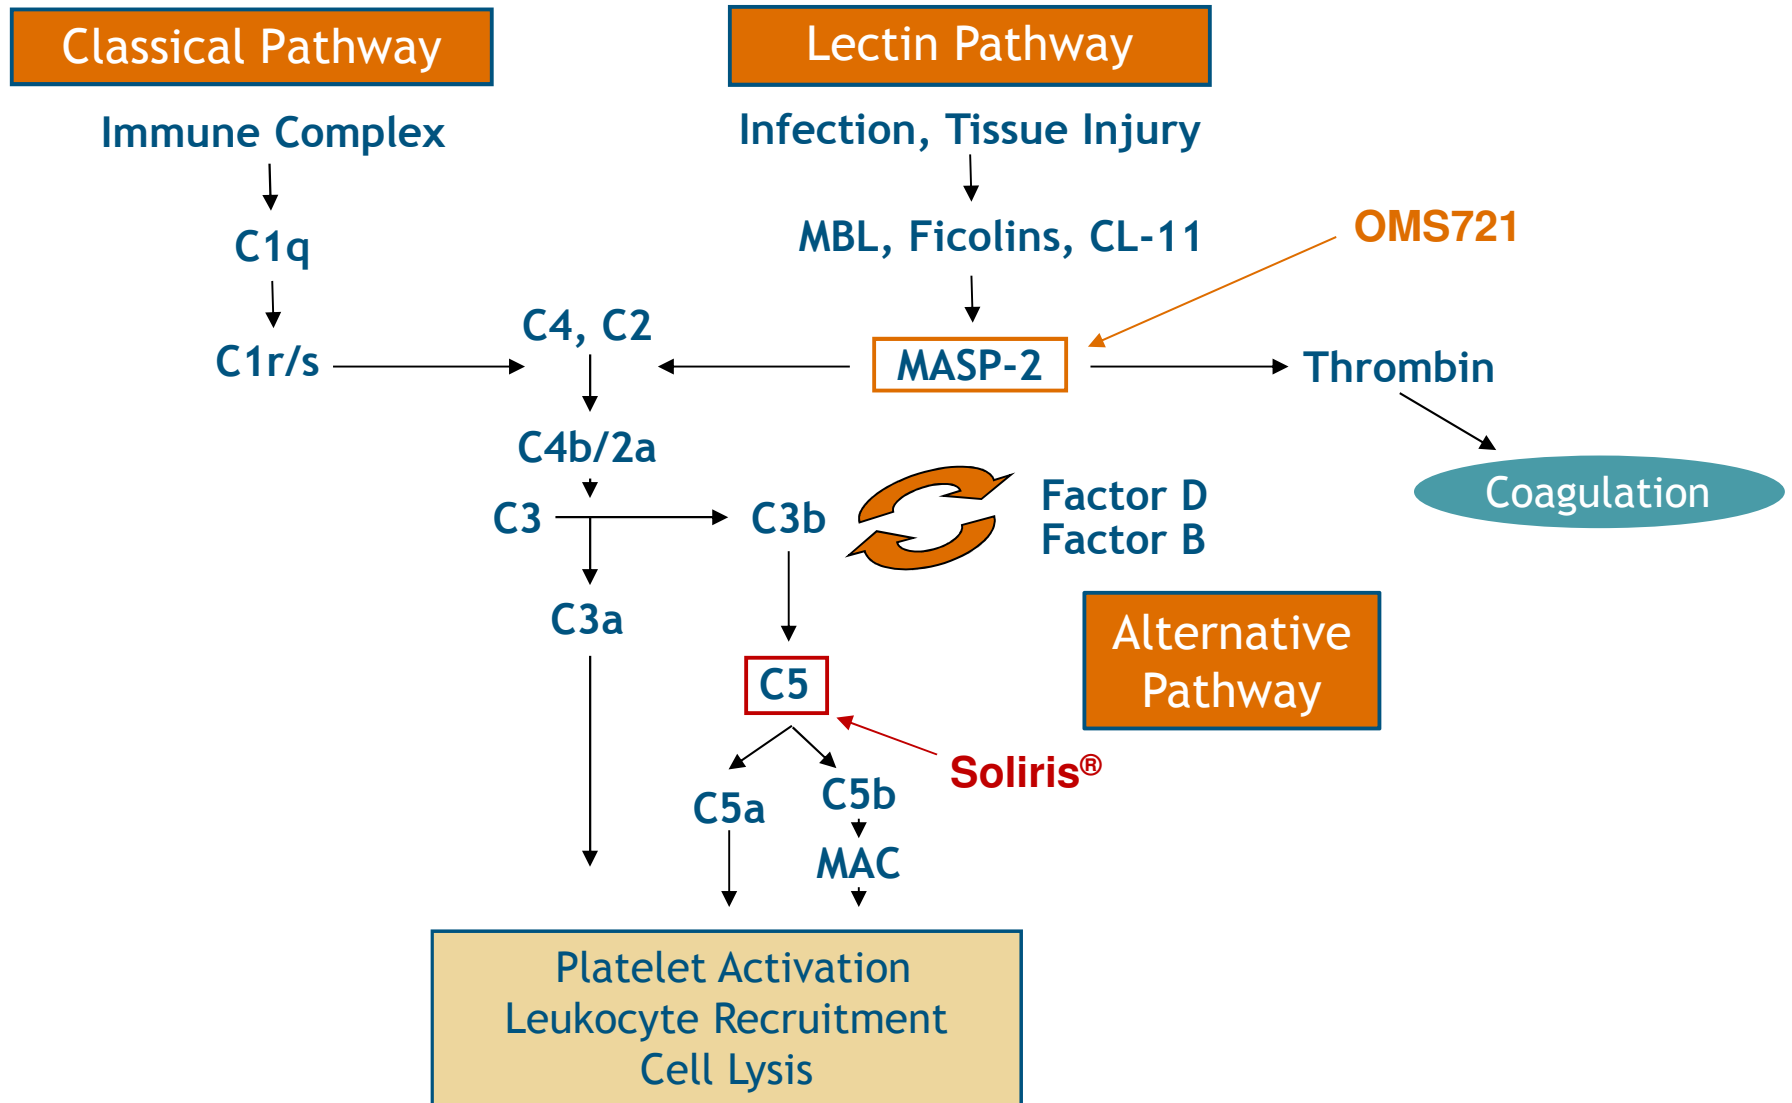 Classical Pathway
Lectin Pathway
Immune Complex
Infection, Tissue Injury
C1q
MBL, Ficolins, CL-11
OMS721
C1r/s
C4, C2
MASP-2
Thrombin
C4b/2a
Coagulation
C3
C3b
Factor D
Factor B
C3a
Alternative
Pathway
C5
Soliris®
C5a
C5b
MAC
Platelet Activation
Leukocyte Recruitment
Cell Lysis